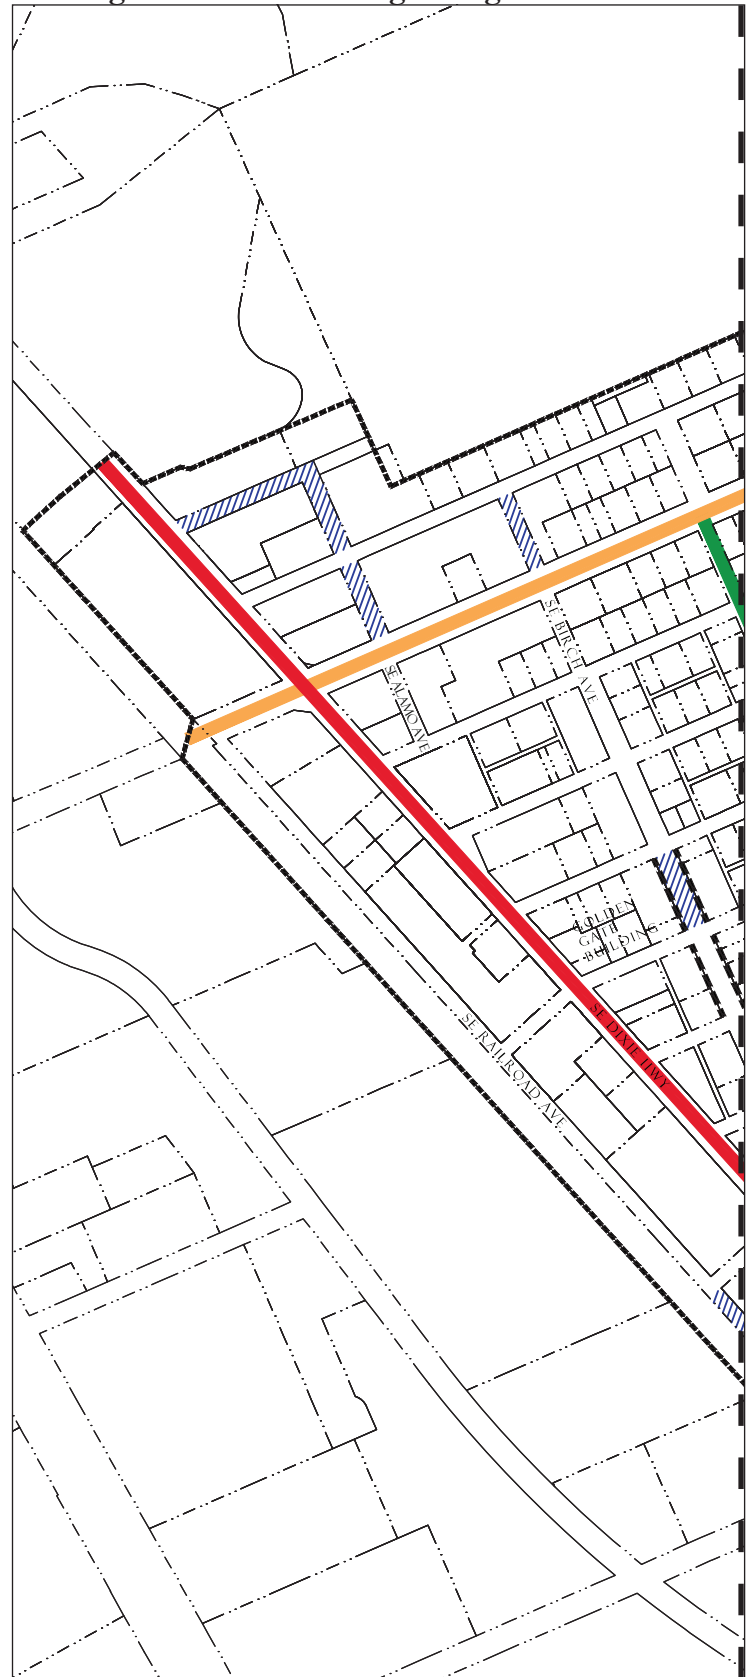 SE BIRCH AVE
SE ALAMO AVE
GOLDEN
GATE
BUILDING
SE DIXIE HWY
SE RAILROAD AVE